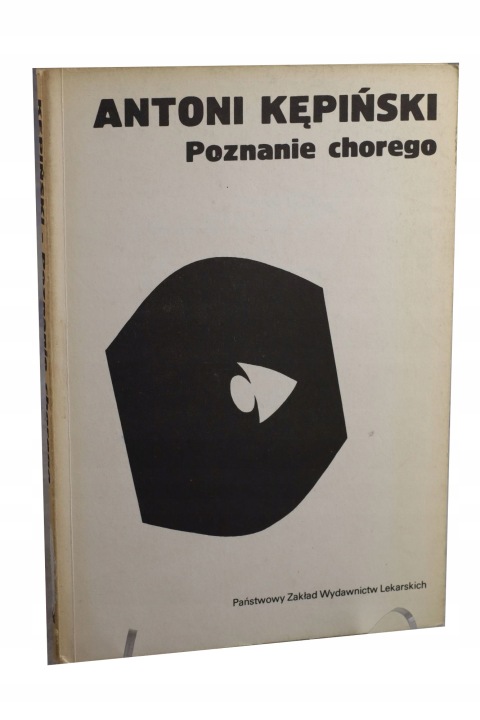 ANTONI KĘPIŃSKI
Poznanie chorego
Państwowy Zakład Wydawnictw Lekarskich